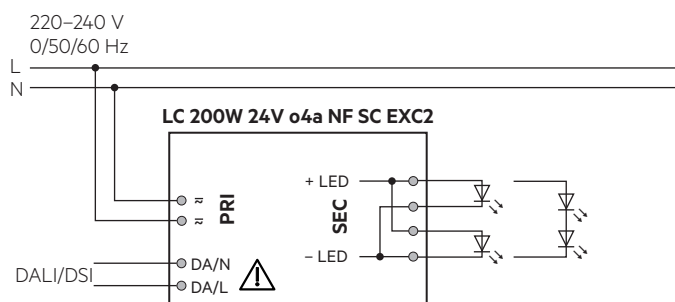 220–240 V
0/50/60 Hz
L
N
LC 200W 24V o4a NF SC EXC2
+ LED
≂
PRI
SEC
≂
– LED
DA/N
DALI/DSI
DA/L